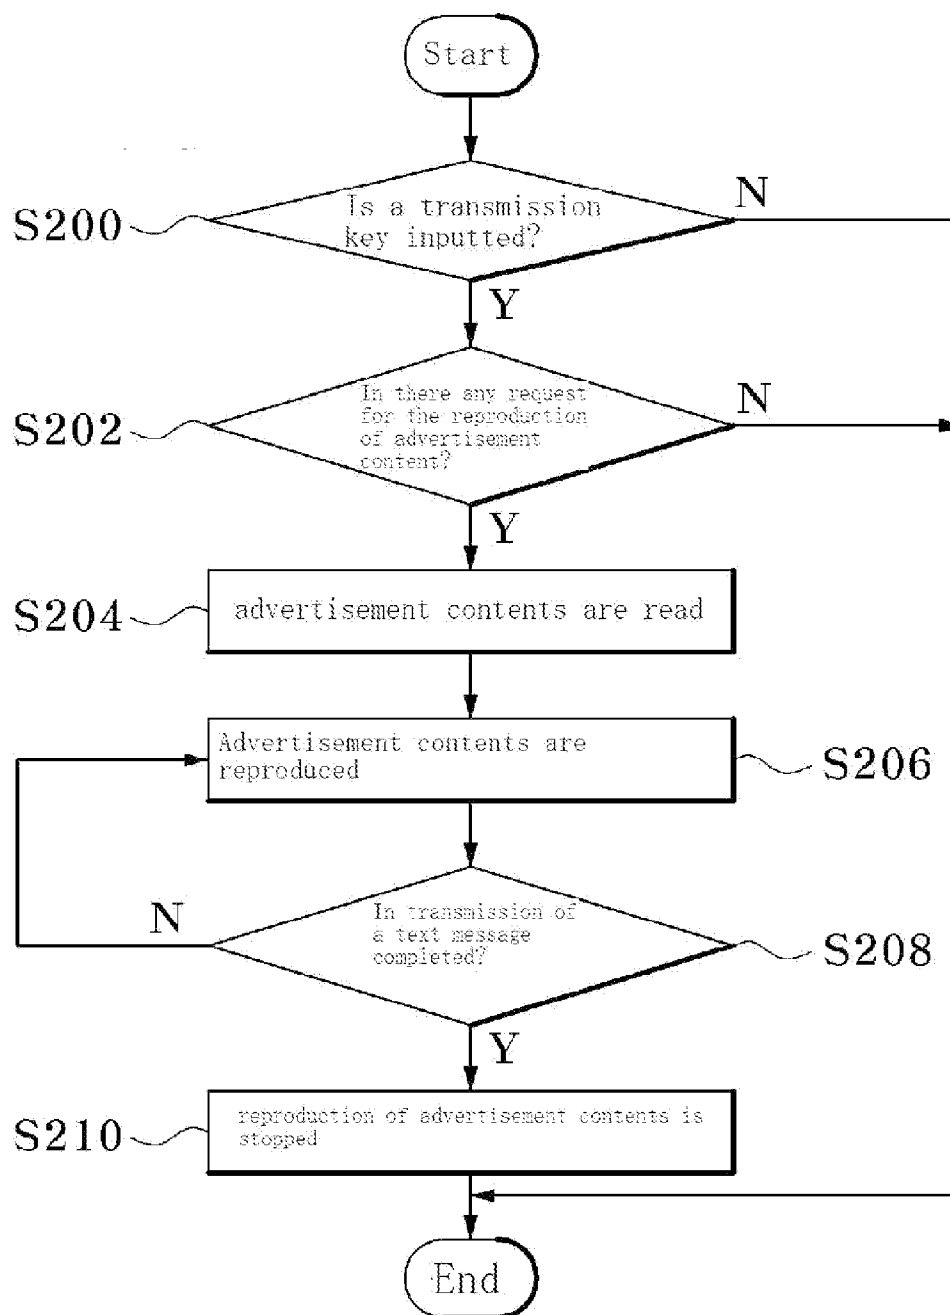 Start
Is a transmission
key inputted?
N
S200
Y
In there any request
for the reproduction
of advertisement
content?
N
S202
Y
S204
advertisement contents are read
Advertisement contents are
reproduced
S206
N
In transmission of
a text message
completed?
S208
Y
S210
reproduction of advertisement contents is
stopped
End